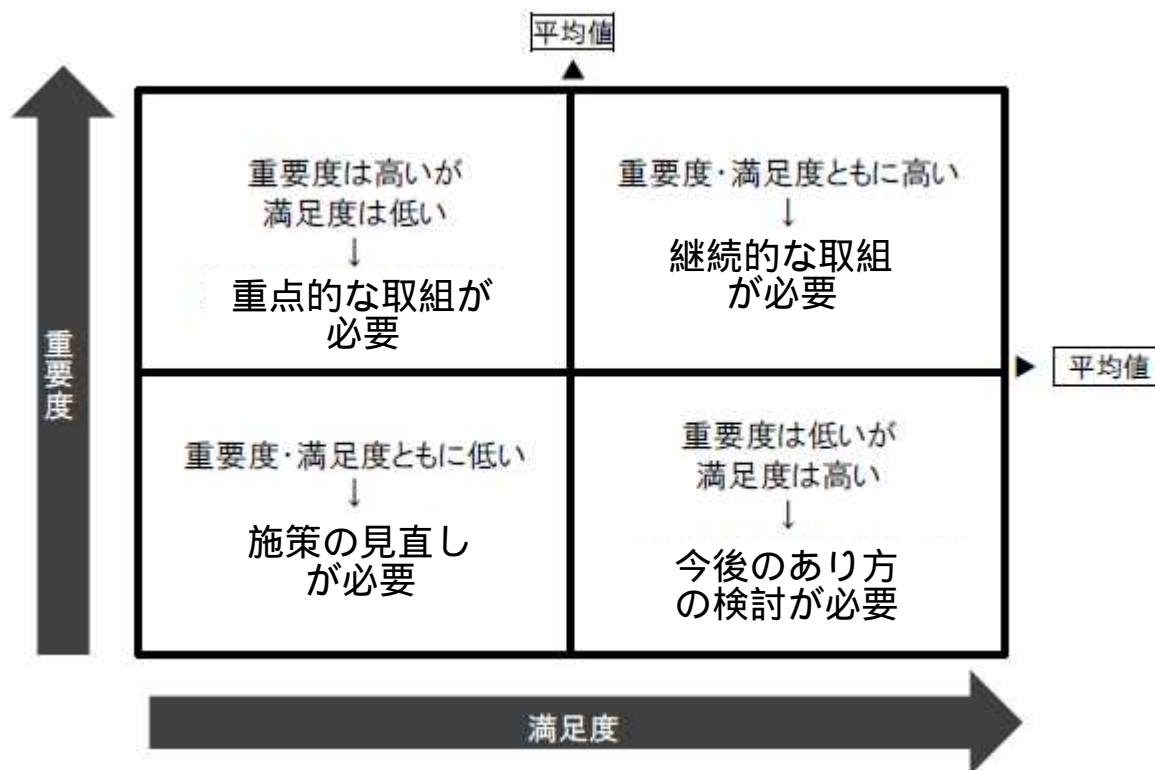 平均値
重要度は高いが
満足度は低い
↓
重点的な取組が
必要
重要度・満足度ともに高い
↓
継続的な取組
が必要
重要度
平均値
重要度・満足度ともに低い
↓
施策の見直し
が必要
重要度は低いが
満足度は高い
↓
今後のあり方
の検討が必要
満足度